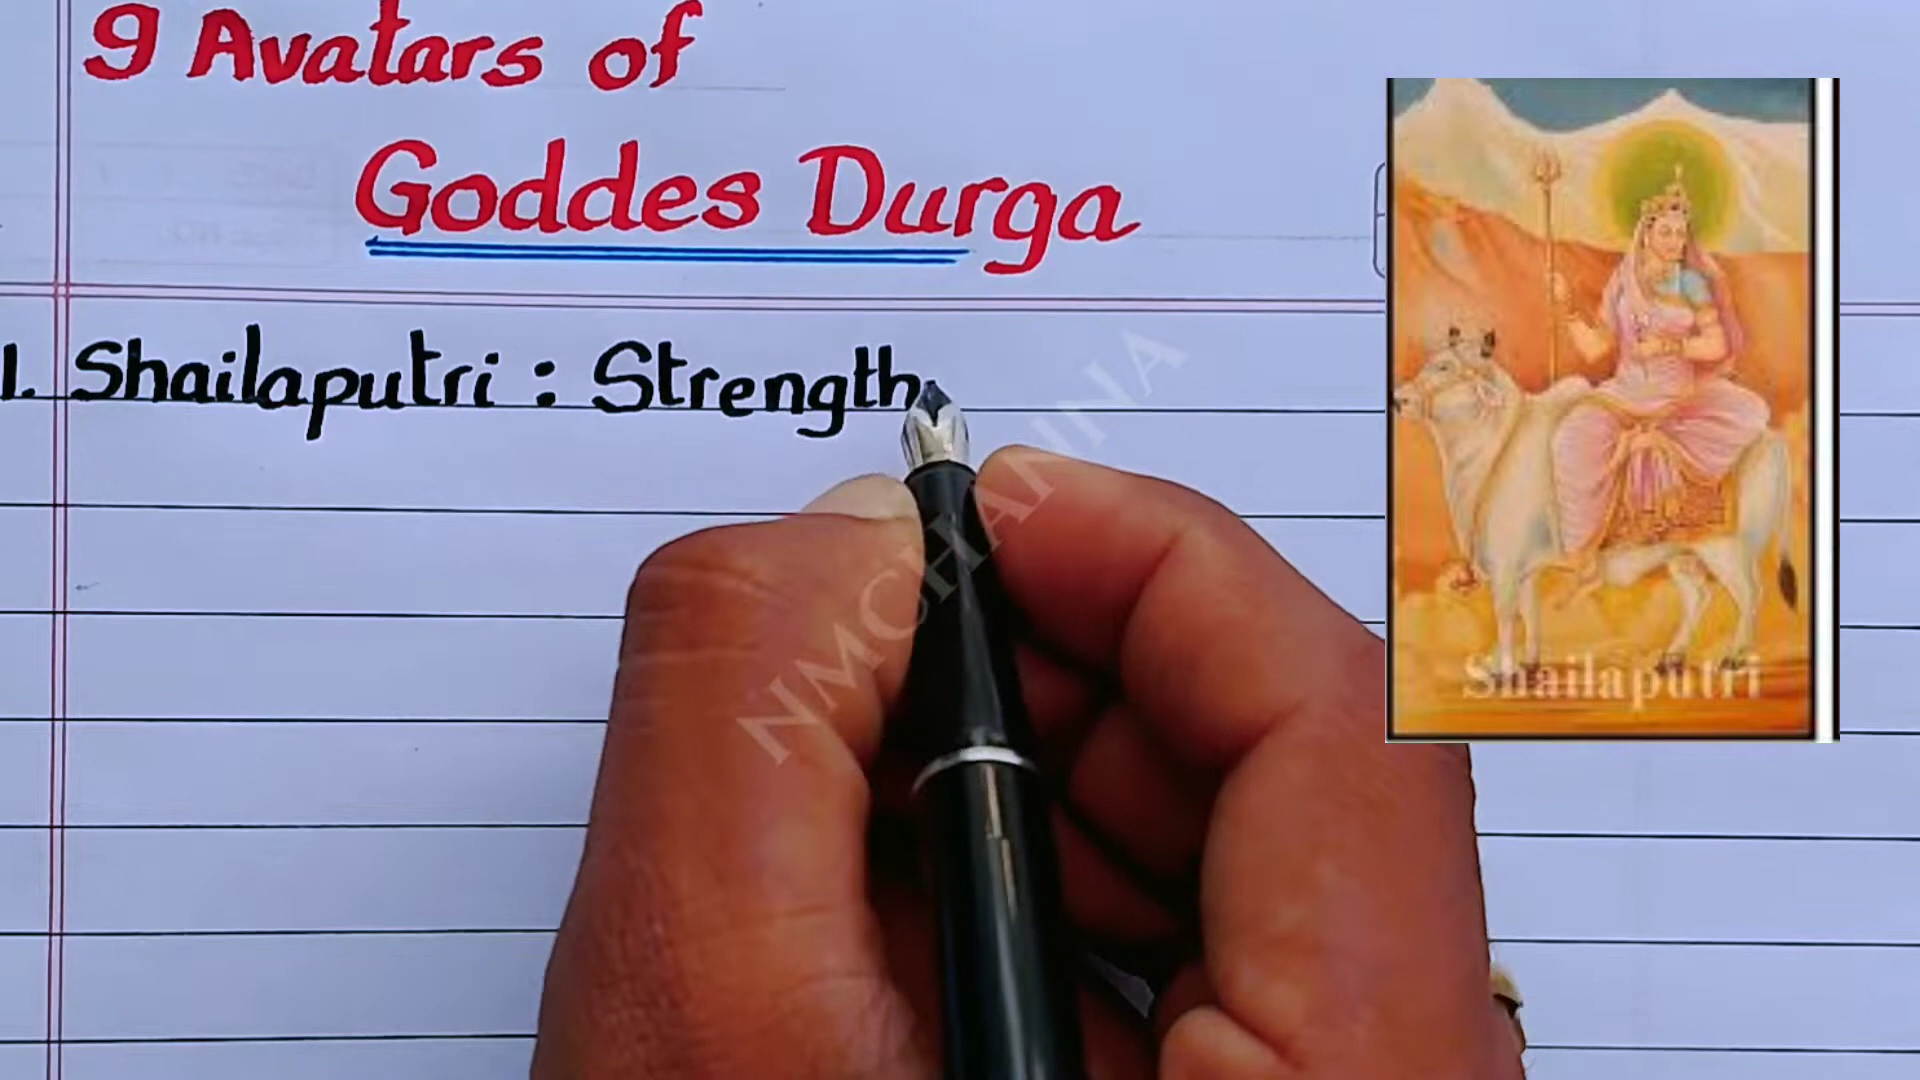 9 Avatars of
Goddes Durga
1. Shailaputri : Strength
NMCHANNA
Shailaputri